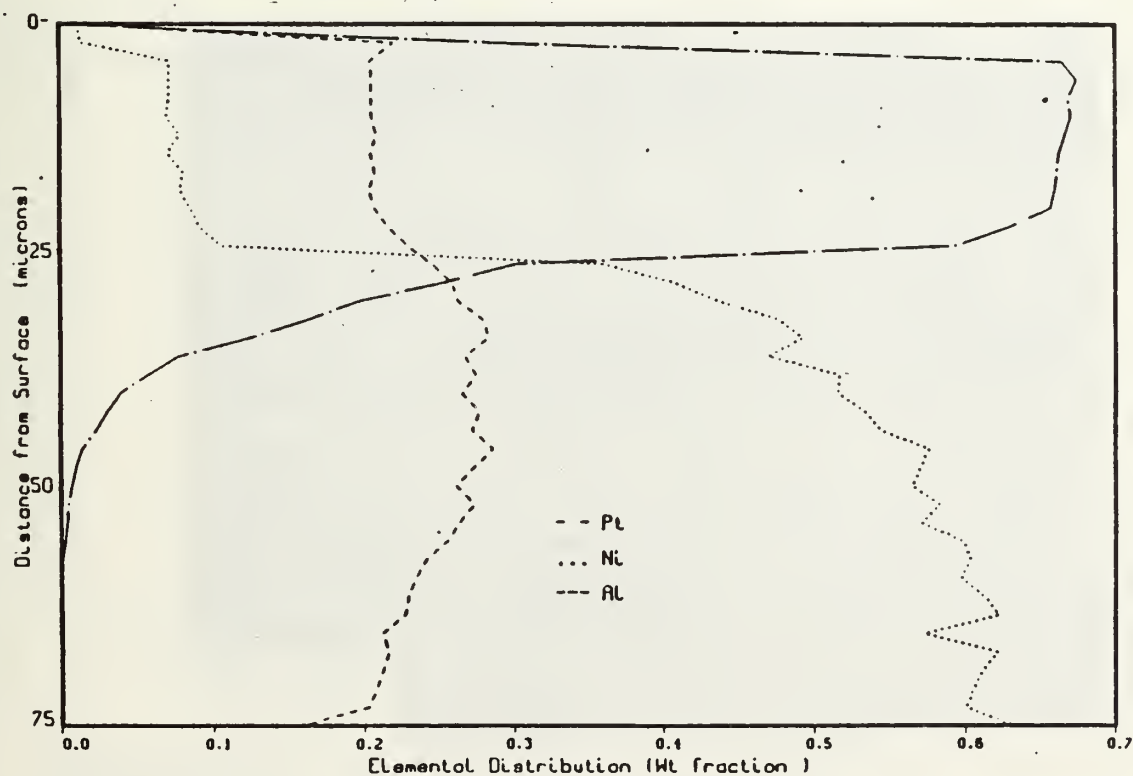 0
25
50
75
Distance from Surface (microns)
Pt
Ni
Al
0.0 0.1 0.2 0.3 0.4 0.5 0.6 0.7
Elemental Distribution (Wt fraction )